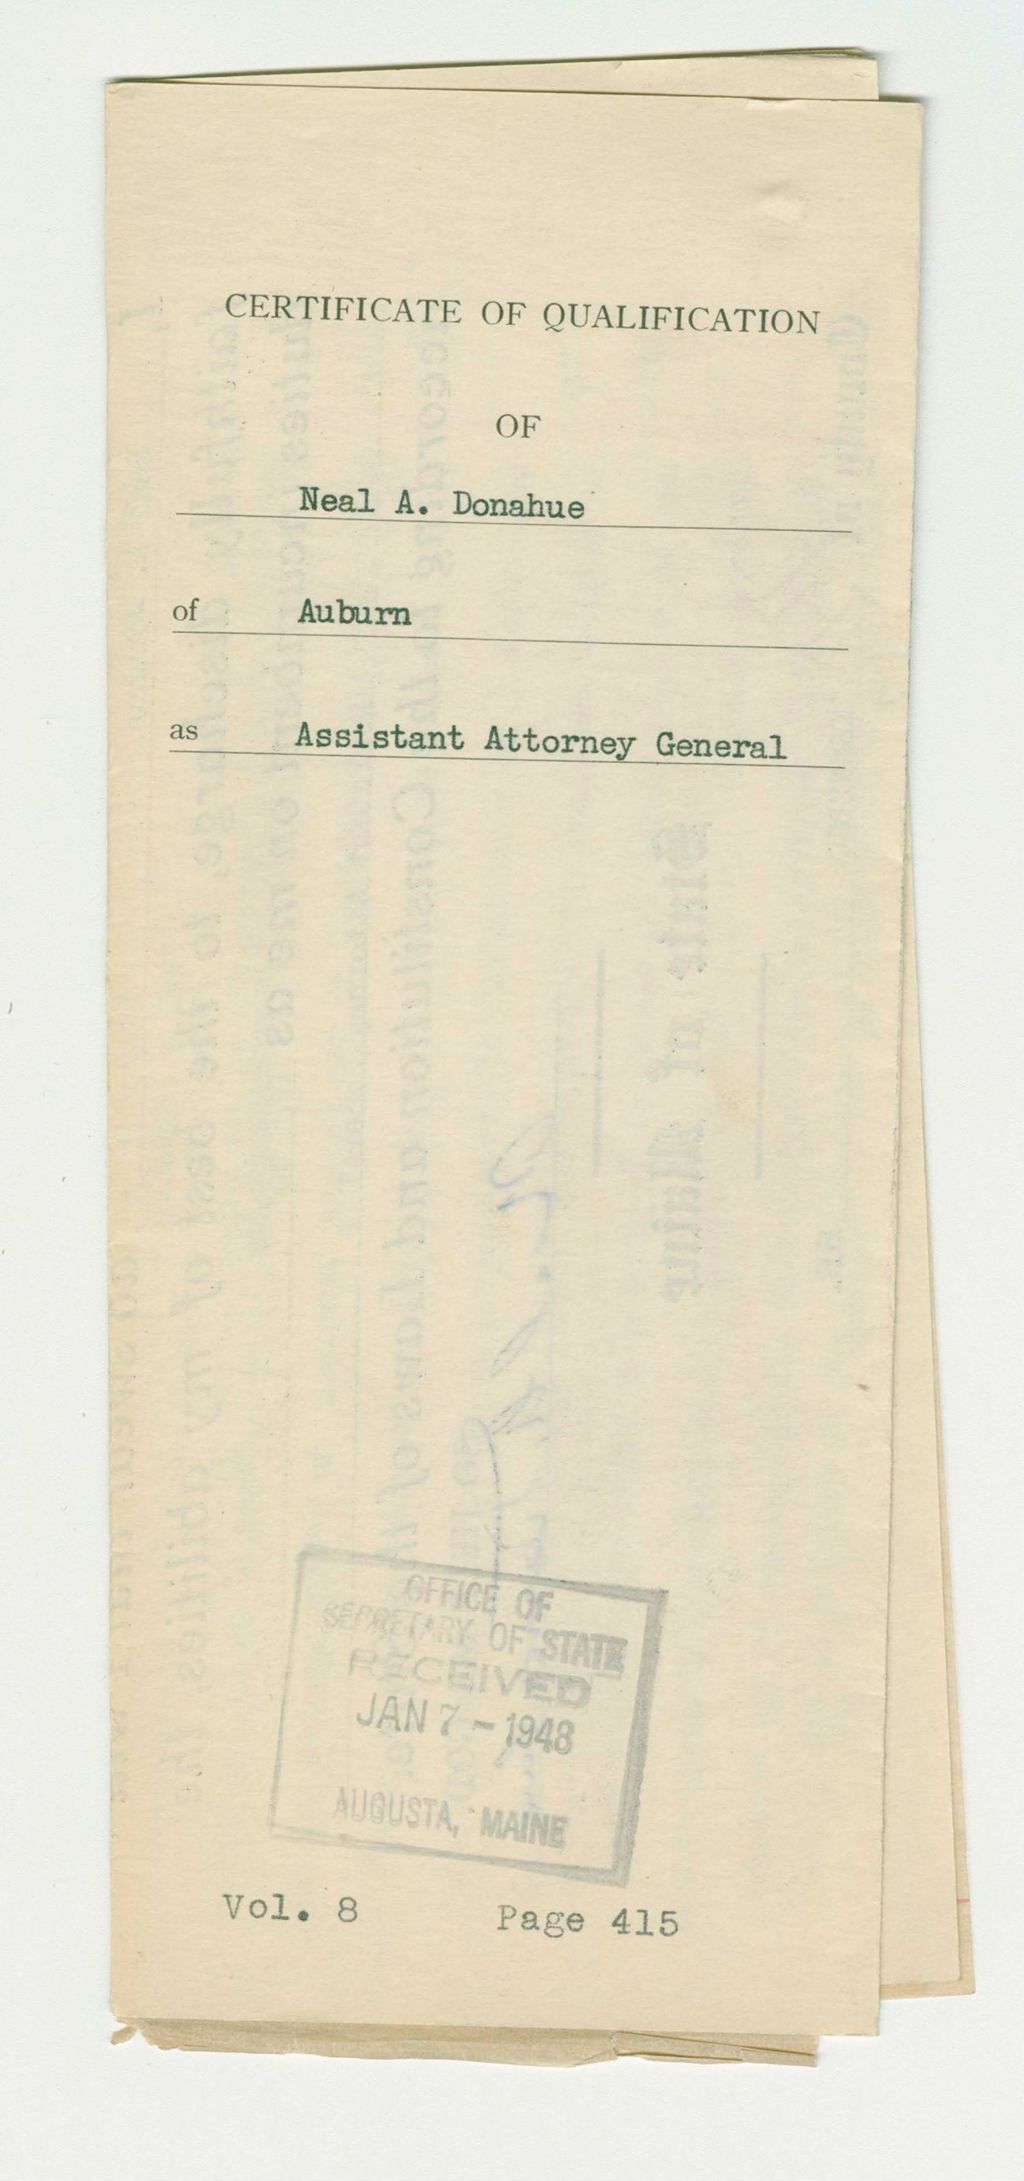 CERTIFICATE OF QUALIFICATION
OF
Neal A. Donahue
of Auburn
as Assistant Attorney General
OFFICE OF
SECRETARY OF STATE
RECEIVED
JAN 7 - 1948
AUGUSTA, MAINE
Vol. 8 Page 415